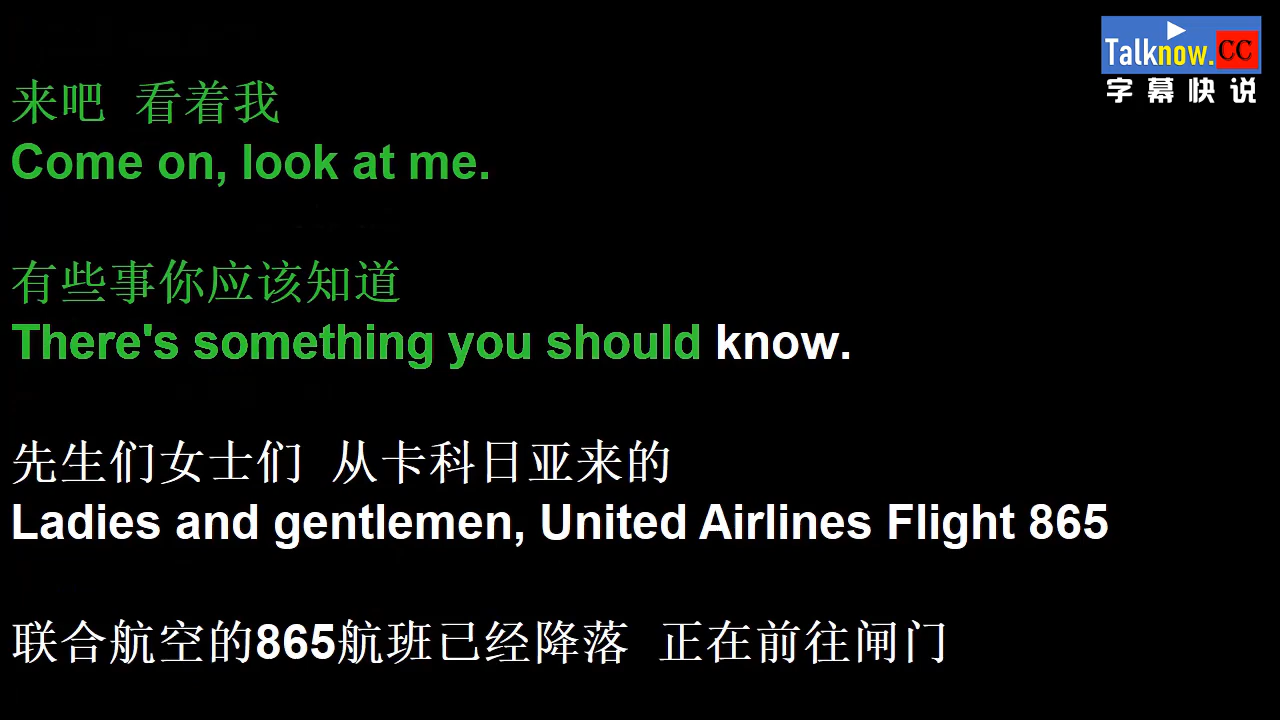 Talknow.CC
字幕快说
来吧 看着我
Come on, look at me.
有些事你应该知道
There's something you should know.
先生们女士们 从卡科日亚来的
Ladies and gentlemen, United Airlines Flight 865
联合航空的865航班已经降落 正在前往闸门